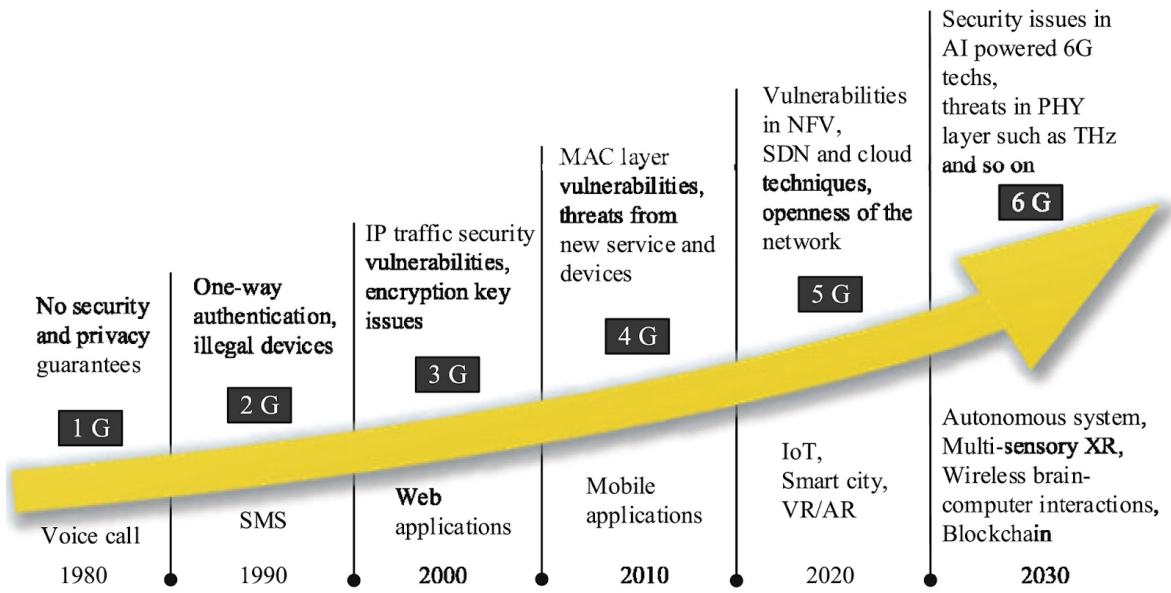 No security
and privacy
guarantees
1 G
Voice call
1980
One-way
authentication,
illegal devices
2 G
SMS
1990
IP traffic security
vulnerabilities,
encryption key
issues
3 G
Web
applications
2000
MAC layer
vulnerabilities,
threats from
new service and
devices
4 G
Mobile
applications
2010
Vulnerabilities
in NFV,
SDN and cloud
techniques,
openness of the
network
5 G
IoT,
Smart city,
VR/AR
2020
Security issues in
AI powered 6G
techs,
threats in PHY
layer such as THz
and so on
6 G
Autonomous system,
Multi-sensory XR,
Wireless brain-
computer interactions,
Blockchain
2030